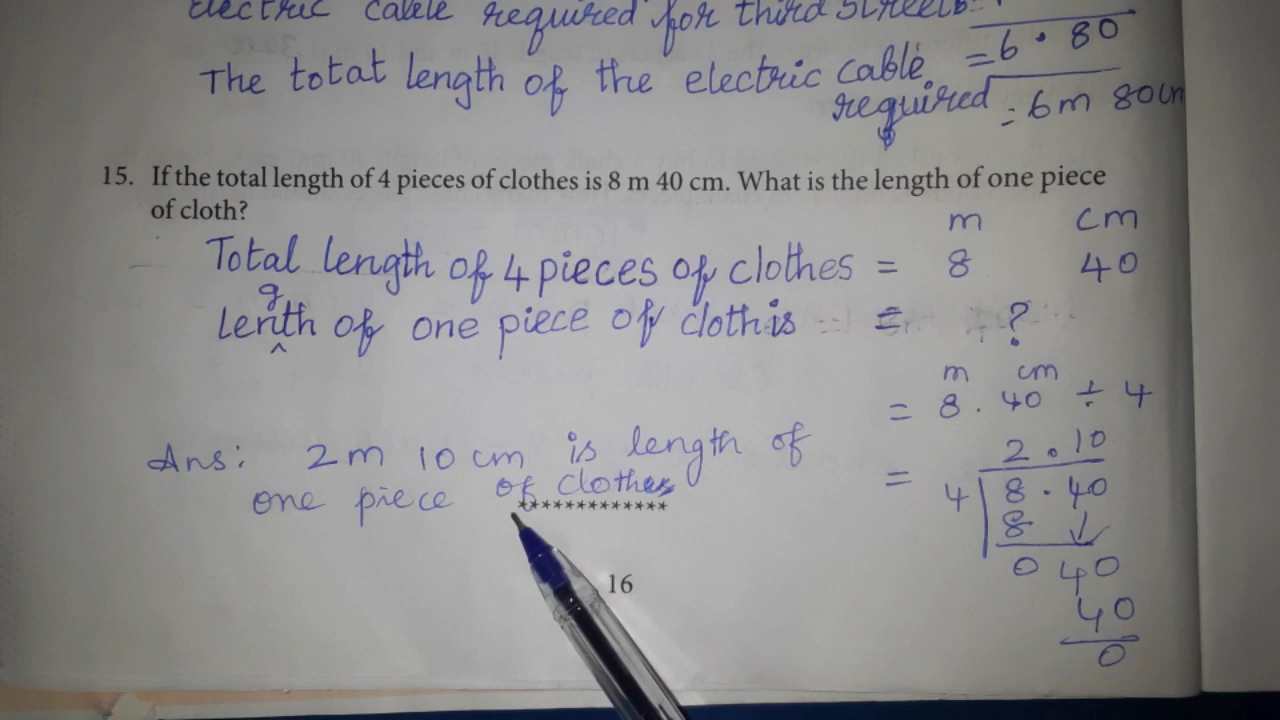 electric cable required for third street
= 6 . 80
The total length of the electric cable
required = 6m 80cm
15. If the total length of 4 pieces of clothes is 8 m 40 cm. What is the length of one piece
of cloth?
m cm
Total length of 4 pieces of clothes = 8 40
g
lenth of one piece of clothis = ?
^
m cm
= 8 . 40 ÷ 4
Ans: 2m 10 cm is length of
one piece of clothes
************
2 . 10
= 4 8 . 40
8 ↓
0 40
40
0
16